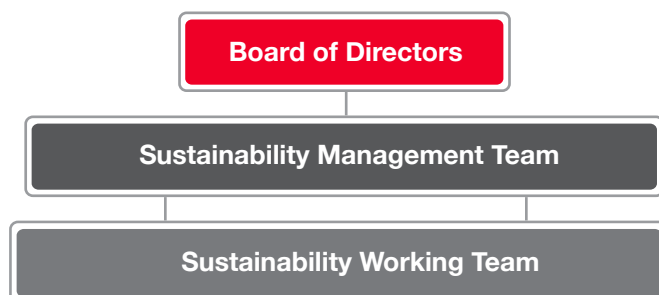 Board of Directors
Sustainability Management Team
Sustainability Working Team